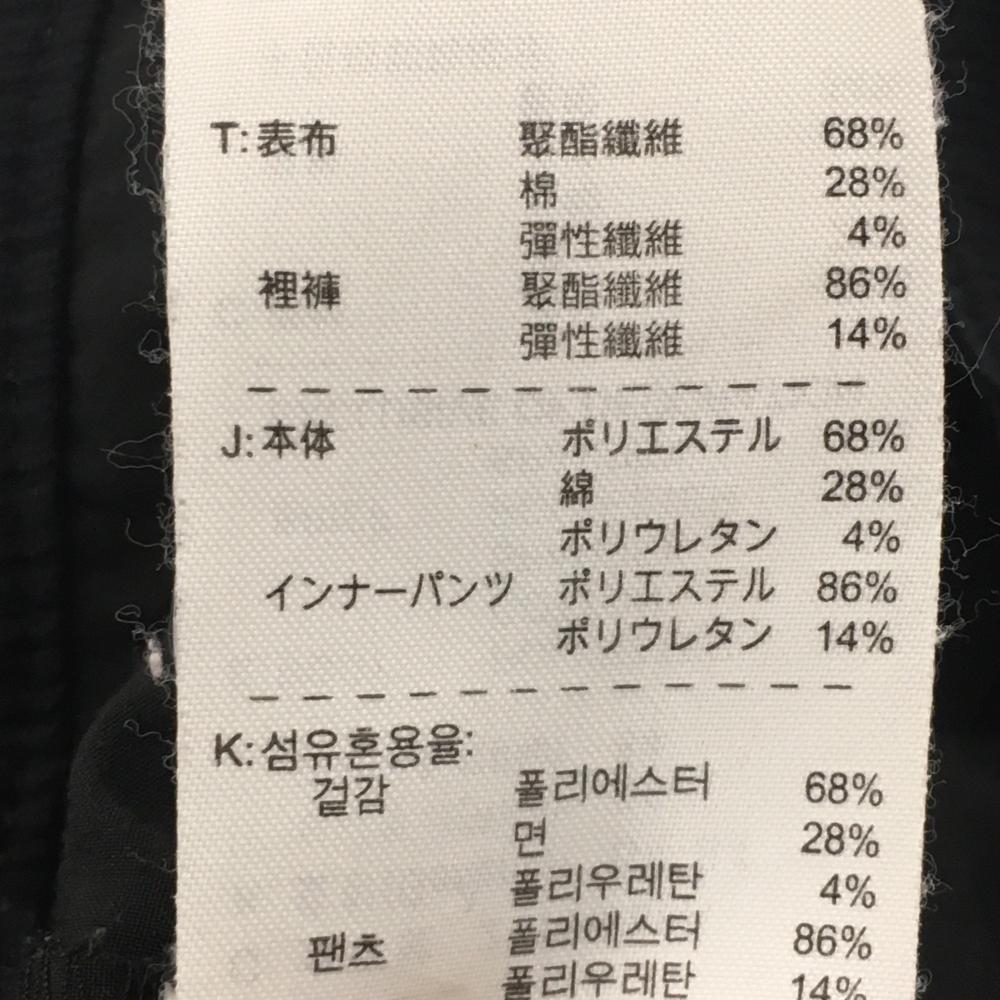 T:表布 聚酯纖維 68%
棉 28%
彈性纖維 4%
裡褲 聚酯纖維 86%
彈性纖維 14%
J:本体 ポリエステル 68%
綿 28%
ポリウレタン 4%
インナーパンツ ポリエステル 86%
ポリウレタン 14%
K:섬유혼용율:
겉감 폴리에스터 68%
면 28%
폴리우레탄 4%
팬츠 폴리에스터 86%
폴리우레탄 14%